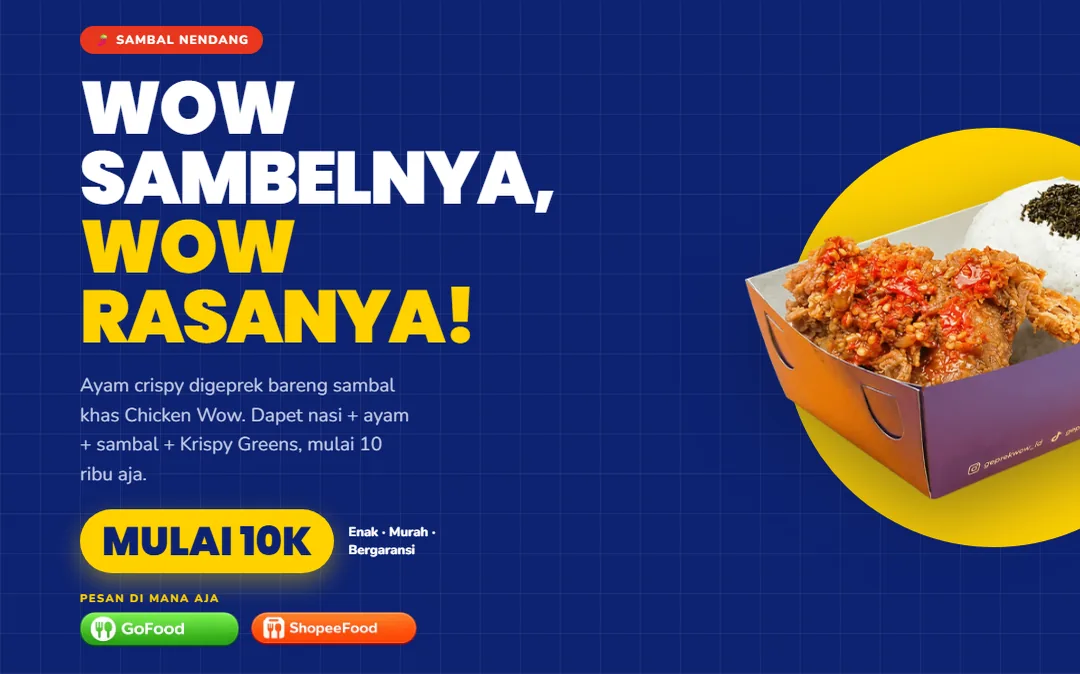 SAMBAL NENDANG
WOW
SAMBELNYA,
WOW
RASANYA!
Ayam crispy digeprek bareng sambal
khas Chicken Wow. Dapet nasi + ayam
+ sambal + Krispy Greens, mulai 10
ribu aja.
MULAI 10K
Enak · Murah ·
Bergaransi
PESAN DI MANA AJA
GoFood
ShopeeFood
geprekwow_id